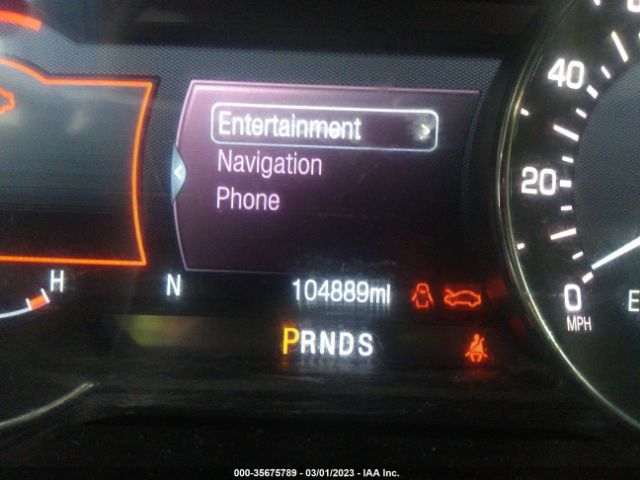 Entertainment >
Navigation
Phone
H
N
104889mi
PRNDS
40
20
0
MPH
E
000-35675789 - 03/01/2023 - IAA Inc.